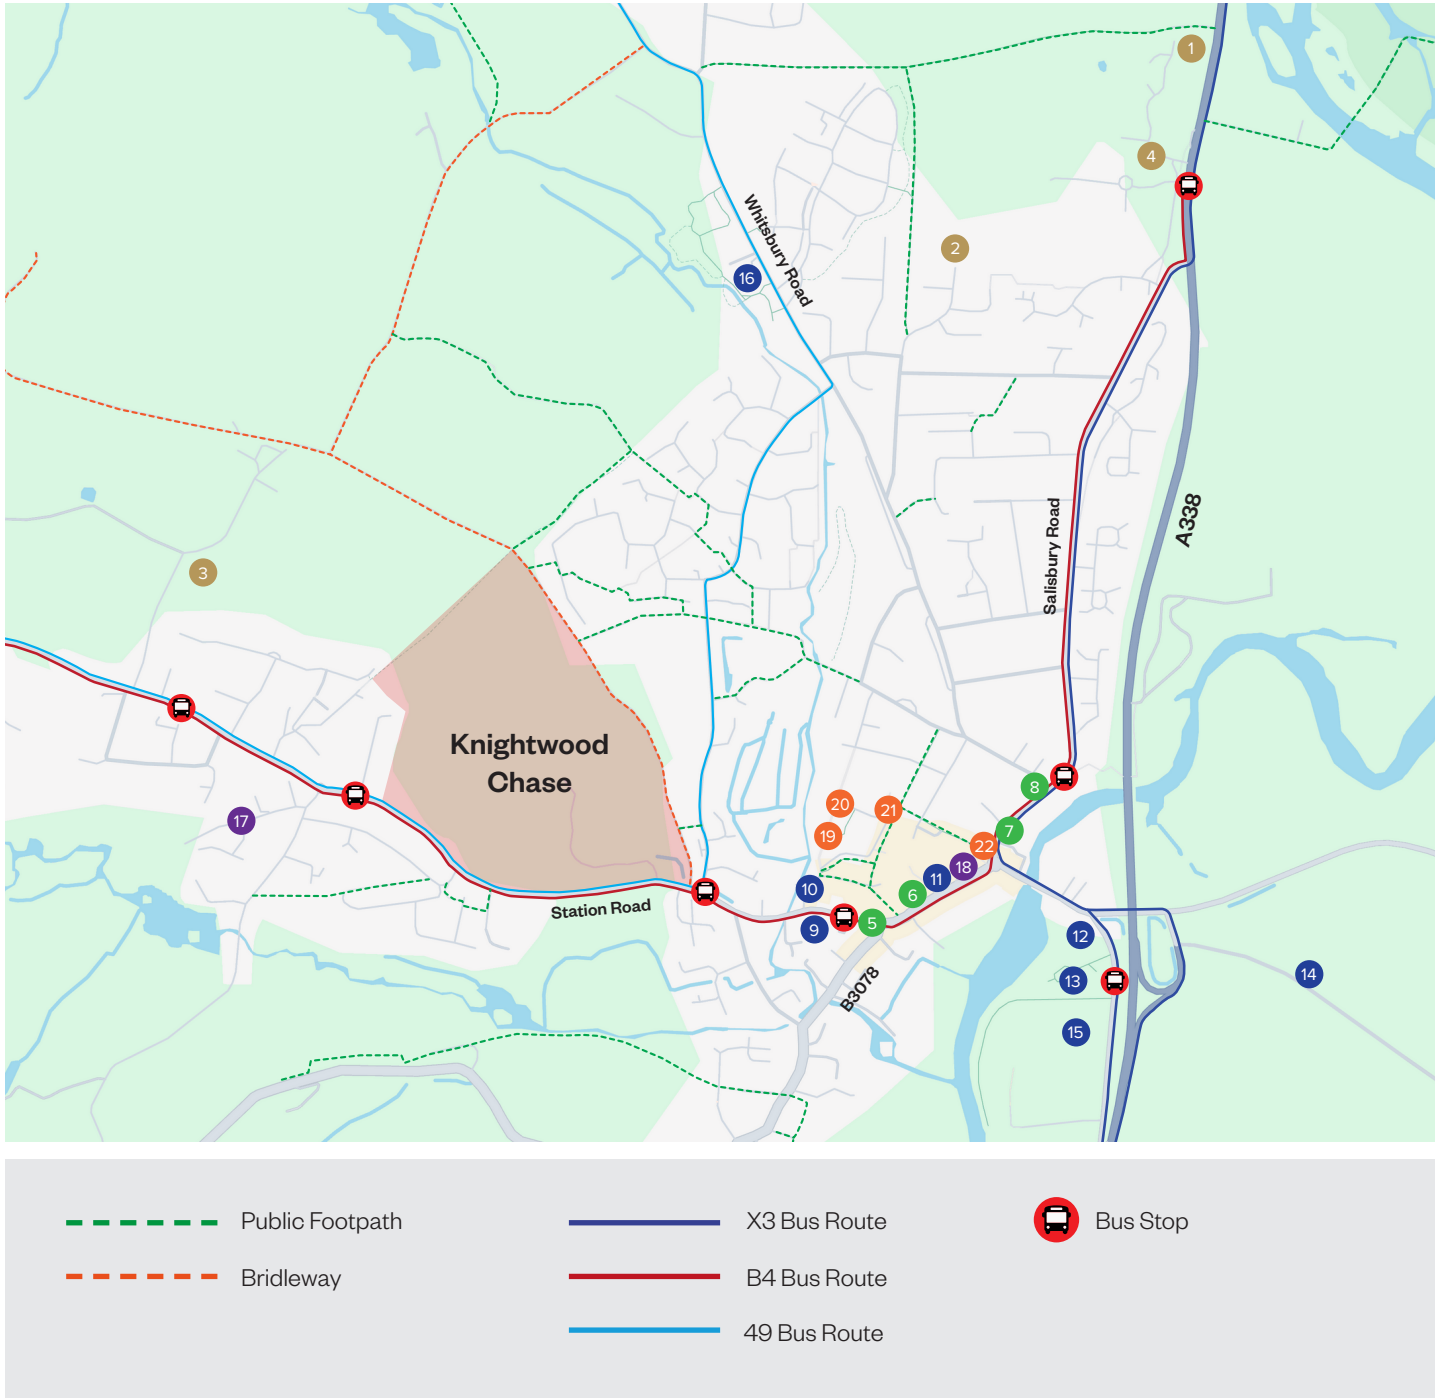 1
4
2
Whitsbury Road
16
A338
Salisbury Road
3
Knightwood
Chase
17
20
21
19
8
7
22
18
11
10
6
5
9
Station Road
B3078
12
13
14
15
Public Footpath
Bridleway
X3 Bus Route
B4 Bus Route
49 Bus Route
Bus Stop